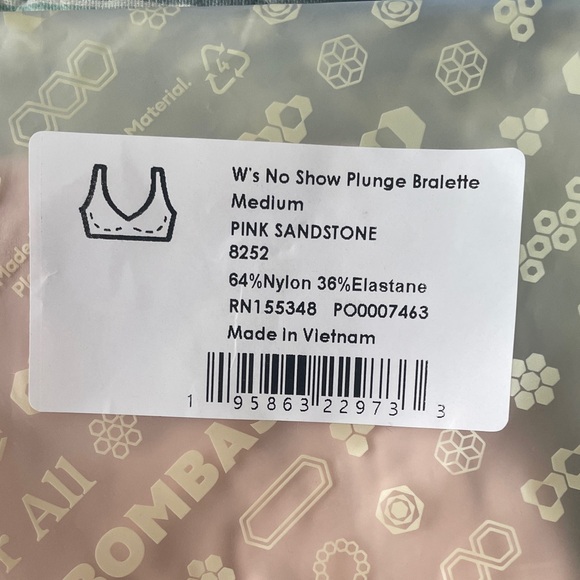 Material.
Made
W's No Show Plunge Bralette
Medium
PINK SANDSTONE
8252
64%Nylon 36%Elastane
RN155348 PO0007463
Made In Vietnam
1 95863 22973 3
All
BOMBA